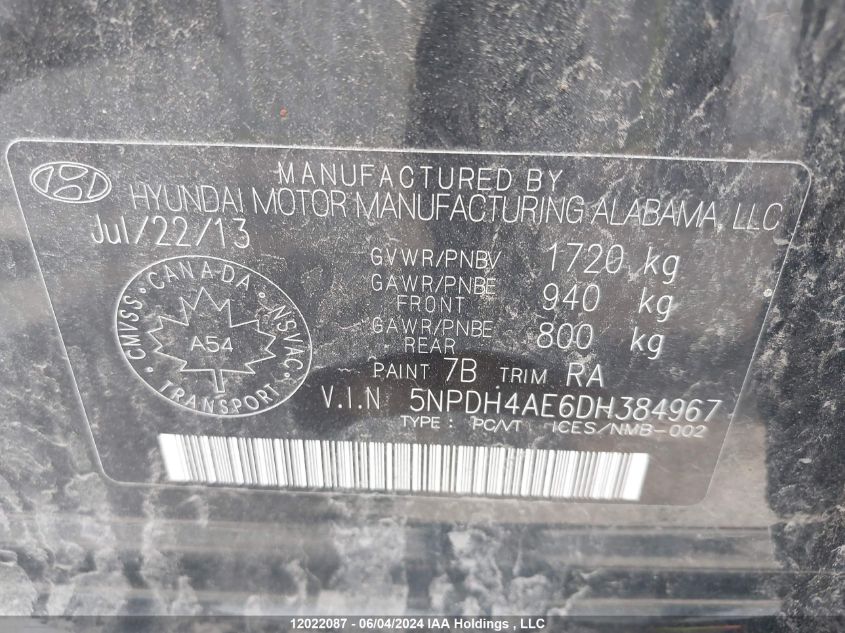 MANUFACTURED BY
HYUNDAI MOTOR MANUFACTURING ALABAMA, LLC
Jul/22/13
GVWR/PNBV 1720 kg
GAWR/PNBE FRONT 940 kg
GAWR/PNBE REAR 800 kg
PAINT 7B TRIM RA
V.I.N 5NPDH4AE6DH384967
TYPE : PC/VT ICES/NMB-002
CMVSS · CANADA · NSVAC
A54
TRANSPORT
12022087 - 06/04/2024 IAA Holdings , LLC